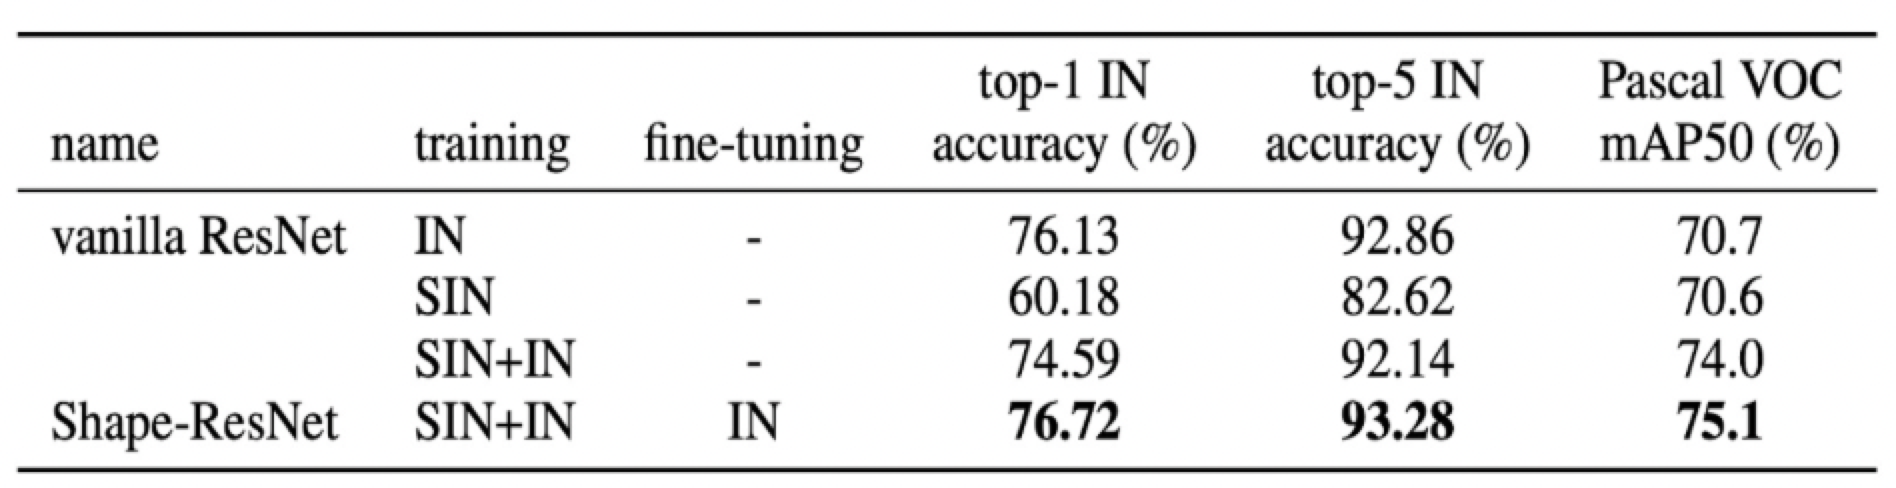 top-1 IN top-5 IN Pascal VOC
name training fine-tuning accuracy (%) accuracy (%) mAP50 (%)
vanilla ResNet IN - 76.13 92.86 70.7
SIN - 60.18 82.62 70.6
SIN+IN - 74.59 92.14 74.0
Shape-ResNet SIN+IN IN 76.72 93.28 75.1